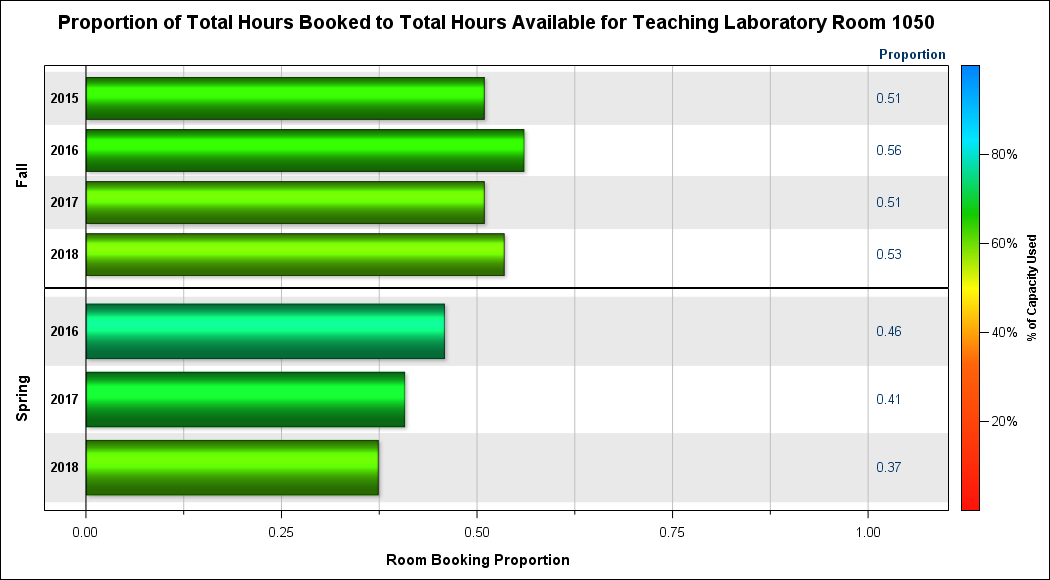 Proportion of Total Hours Booked to Total Hours Available for Teaching Laboratory Room 1050
Proportion
Fall
2015 0.51
2016 0.56
2017 0.51
2018 0.53
Spring
2016 0.46
2017 0.41
2018 0.37
0.00 0.25 0.50 0.75 1.00
Room Booking Proportion
80%
60%
40%
20%
% of Capacity Used